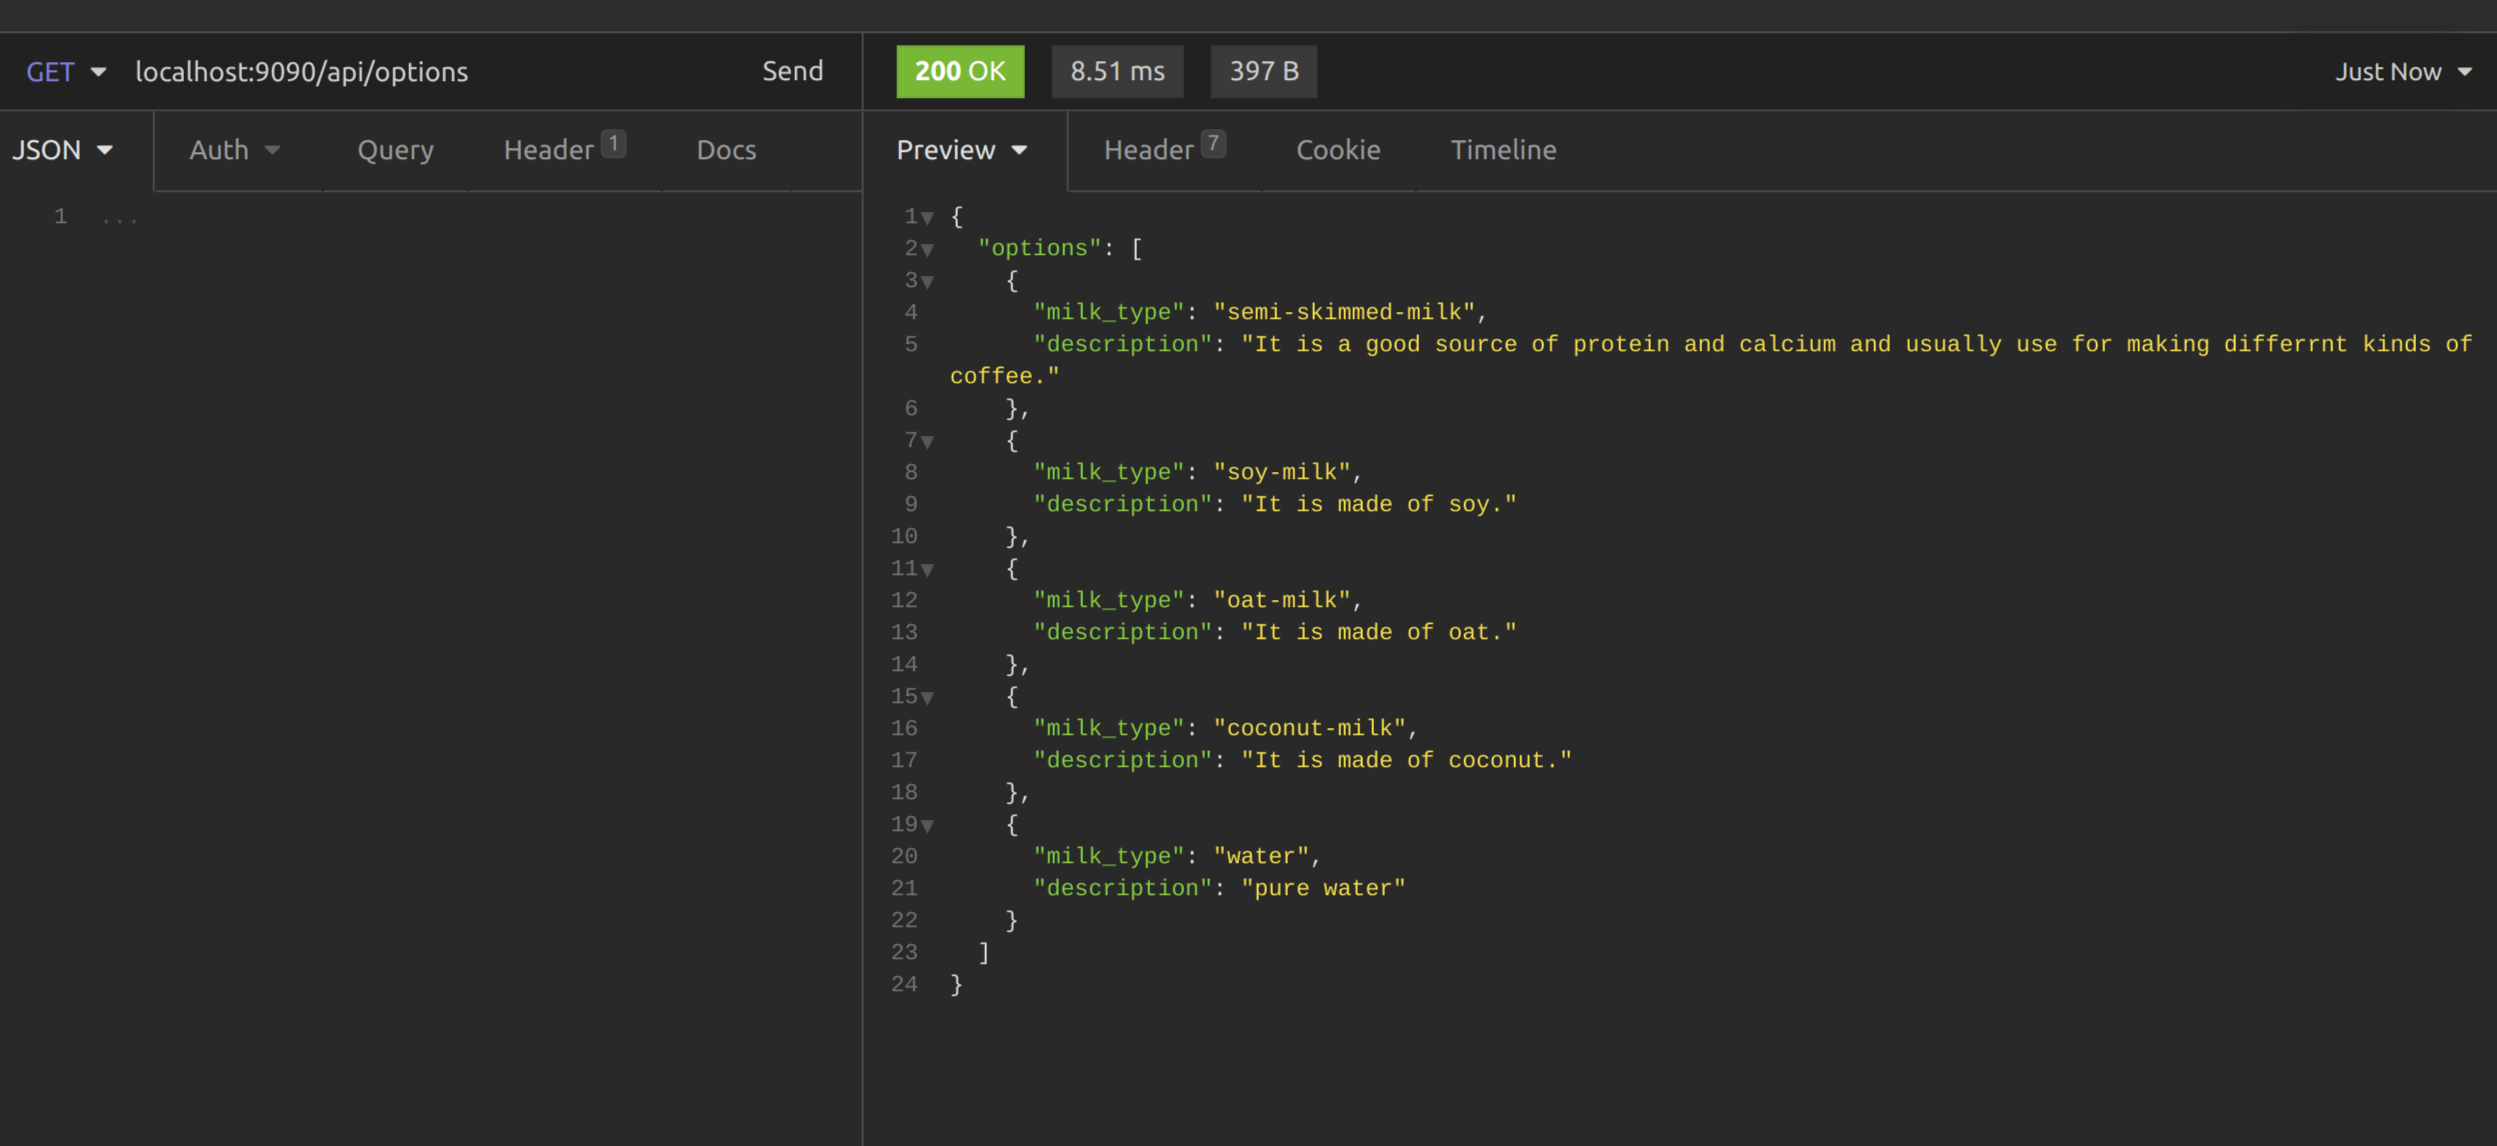 GET localhost:9090/api/options Send 200 OK 8.51 ms 397 B Just Now
JSON Auth Query Header 1 Docs Preview Header 7 Cookie Timeline
1 ...
1 {
2 "options": [
3 {
4 "milk_type": "semi-skimmed-milk",
5 "description": "It is a good source of protein and calcium and usually use for making differrnt kinds of
coffee."
6 },
7 {
8 "milk_type": "soy-milk",
9 "description": "It is made of soy."
10 },
11 {
12 "milk_type": "oat-milk",
13 "description": "It is made of oat."
14 },
15 {
16 "milk_type": "coconut-milk",
17 "description": "It is made of coconut."
18 },
19 {
20 "milk_type": "water",
21 "description": "pure water"
22 }
23 ]
24 }